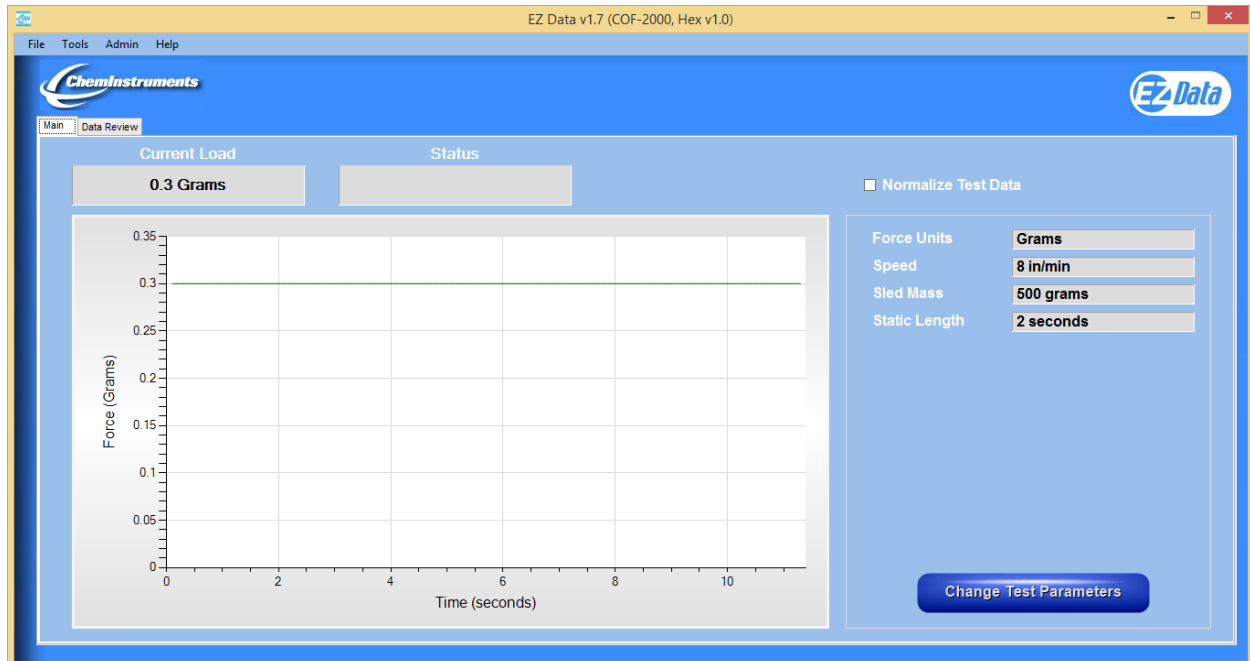 EZ Data v1.7 (COF-2000, Hex v1.0)
File Tools Admin Help
ChemInstruments
EZ Data
Main Data Review
Current Load Status
0.3 Grams
Normalize Test Data
Force Units Grams
Speed 8 in/min
Sled Mass 500 grams
Static Length 2 seconds
0.35
0.3
0.25
0.2
0.15
0.1
0.05
0
Force (Grams)
0 2 4 6 8 10
Time (seconds)
Change Test Parameters